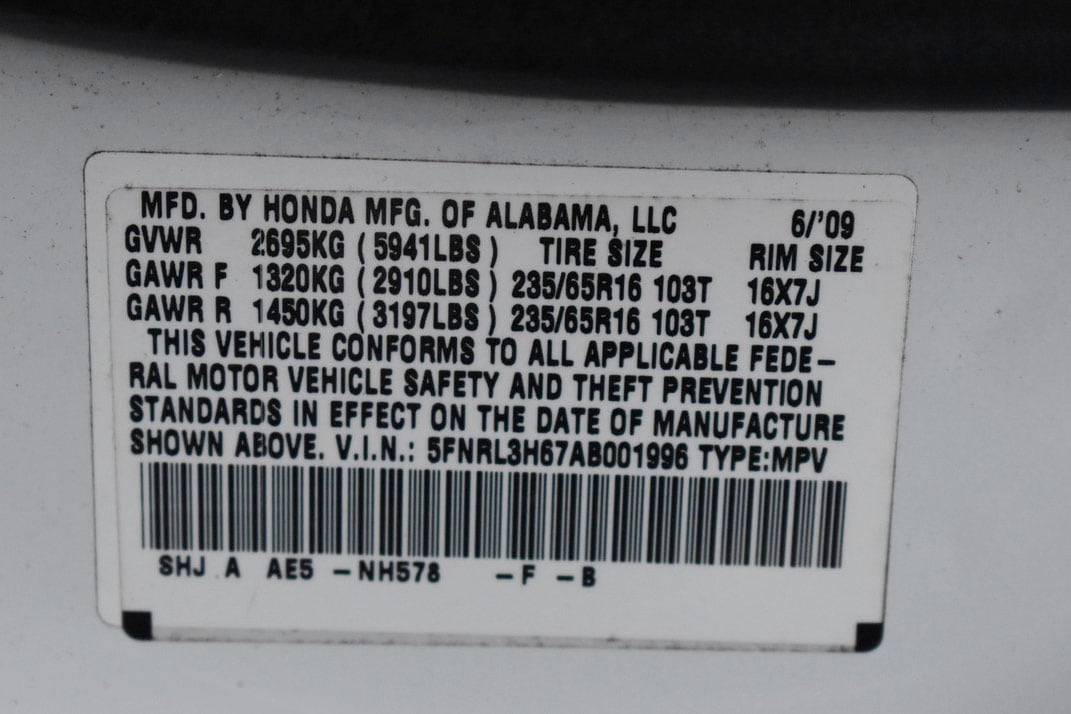 MFD. BY HONDA MFG. OF ALABAMA, LLC 6/'09
GVWR 2695KG (5941LBS) TIRE SIZE RIM SIZE
GAWR F 1320KG (2910LBS) 235/65R16 103T 16X7J
GAWR R 1450KG (3197LBS) 235/65R16 103T 16X7J
THIS VEHICLE CONFORMS TO ALL APPLICABLE FEDE-
RAL MOTOR VEHICLE SAFETY AND THEFT PREVENTION
STANDARDS IN EFFECT ON THE DATE OF MANUFACTURE
SHOWN ABOVE. V.I.N.: 5FNRL3H67AB001996 TYPE:MPV
SHJ A AE5 -NH578 -F -B